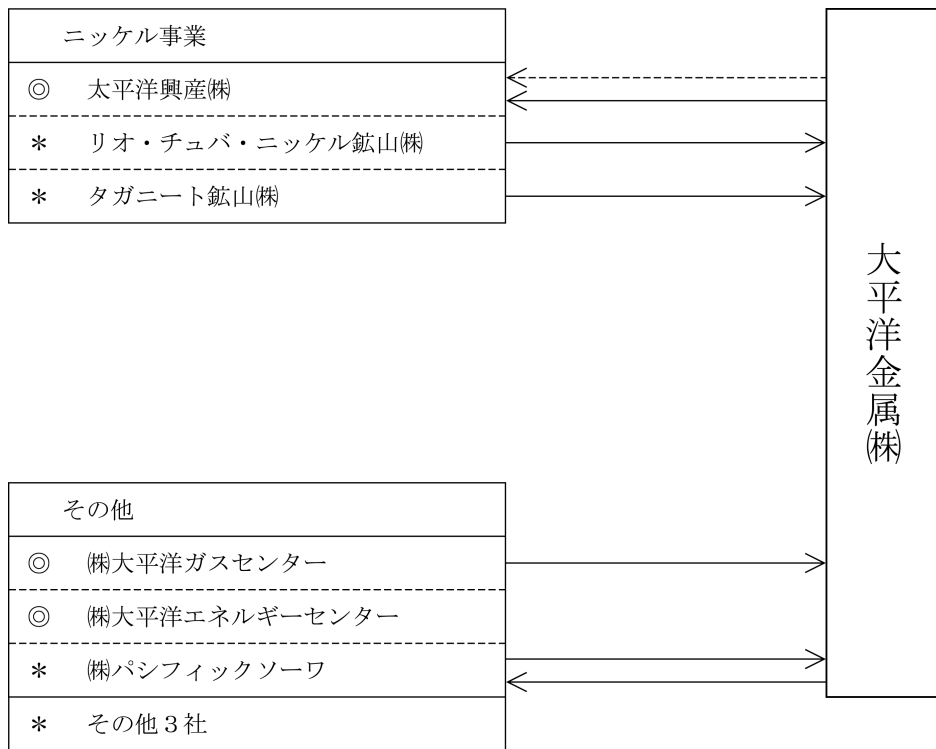 ニッケル事業
◎ 太平洋興産㈱
＊ リオ・チュバ・ニッケル鉱山㈱
＊ タガニート鉱山㈱
大平洋金属㈱
その他
◎ ㈱大平洋ガスセンター
◎ ㈱大平洋エネルギーセンター
＊ ㈱パシフィックソーワ
＊ その他３社